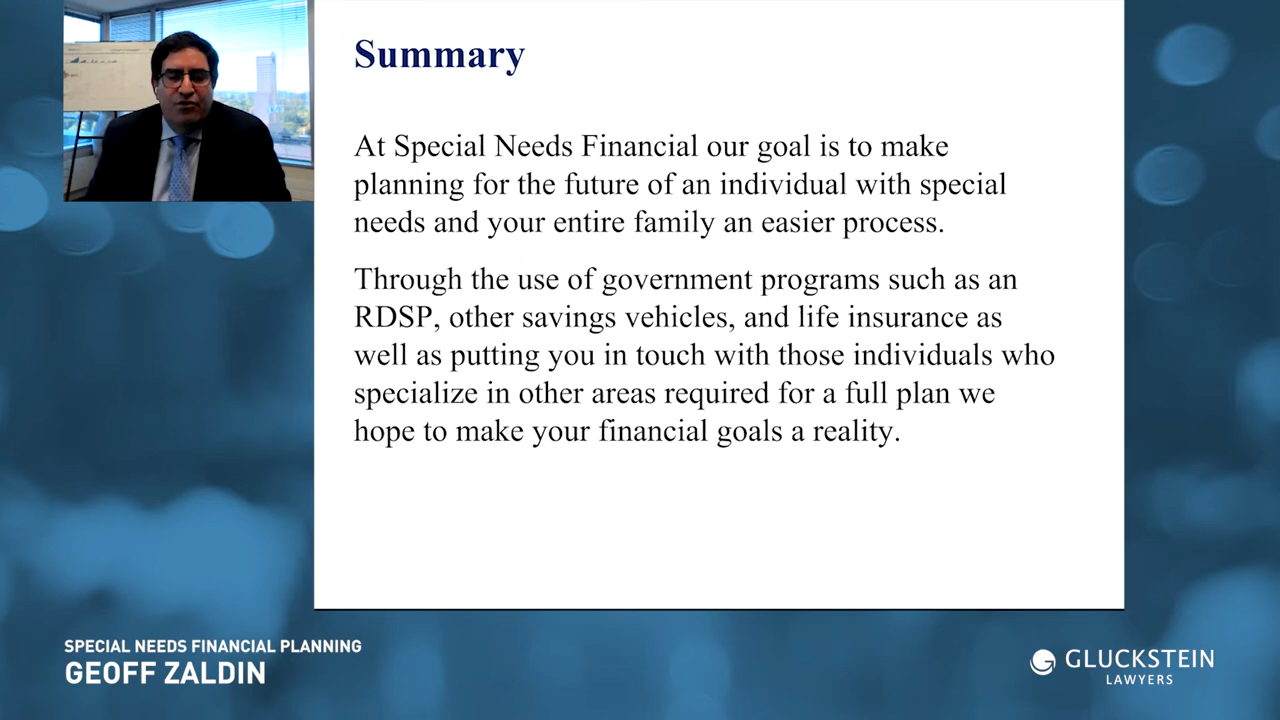 Summary
At Special Needs Financial our goal is to make
planning for the future of an individual with special
needs and your entire family an easier process.
Through the use of government programs such as an
RDSP, other savings vehicles, and life insurance as
well as putting you in touch with those individuals who
specialize in other areas required for a full plan we
hope to make your financial goals a reality.
SPECIAL NEEDS FINANCIAL PLANNING
GEOFF ZALDIN
GLUCKSTEIN
LAWYERS